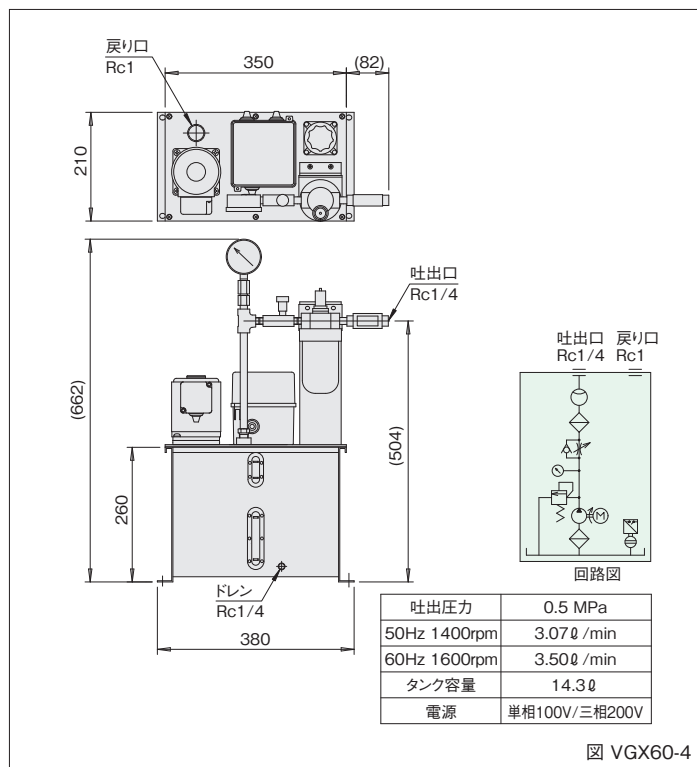 戻り口
Rc1
350
(82)
210
吐出口
Rc1/4
(662)
(504)
260
ドレン
Rc1/4
380
吐出口 戻り口
Rc1/4 Rc1
M
回路図
吐出圧力 0.5 MPa
50Hz 1400rpm 3.07ℓ/min
60Hz 1600rpm 3.50ℓ/min
タンク容量 14.3ℓ
電源 単相100V/三相200V
図 VGX60-4